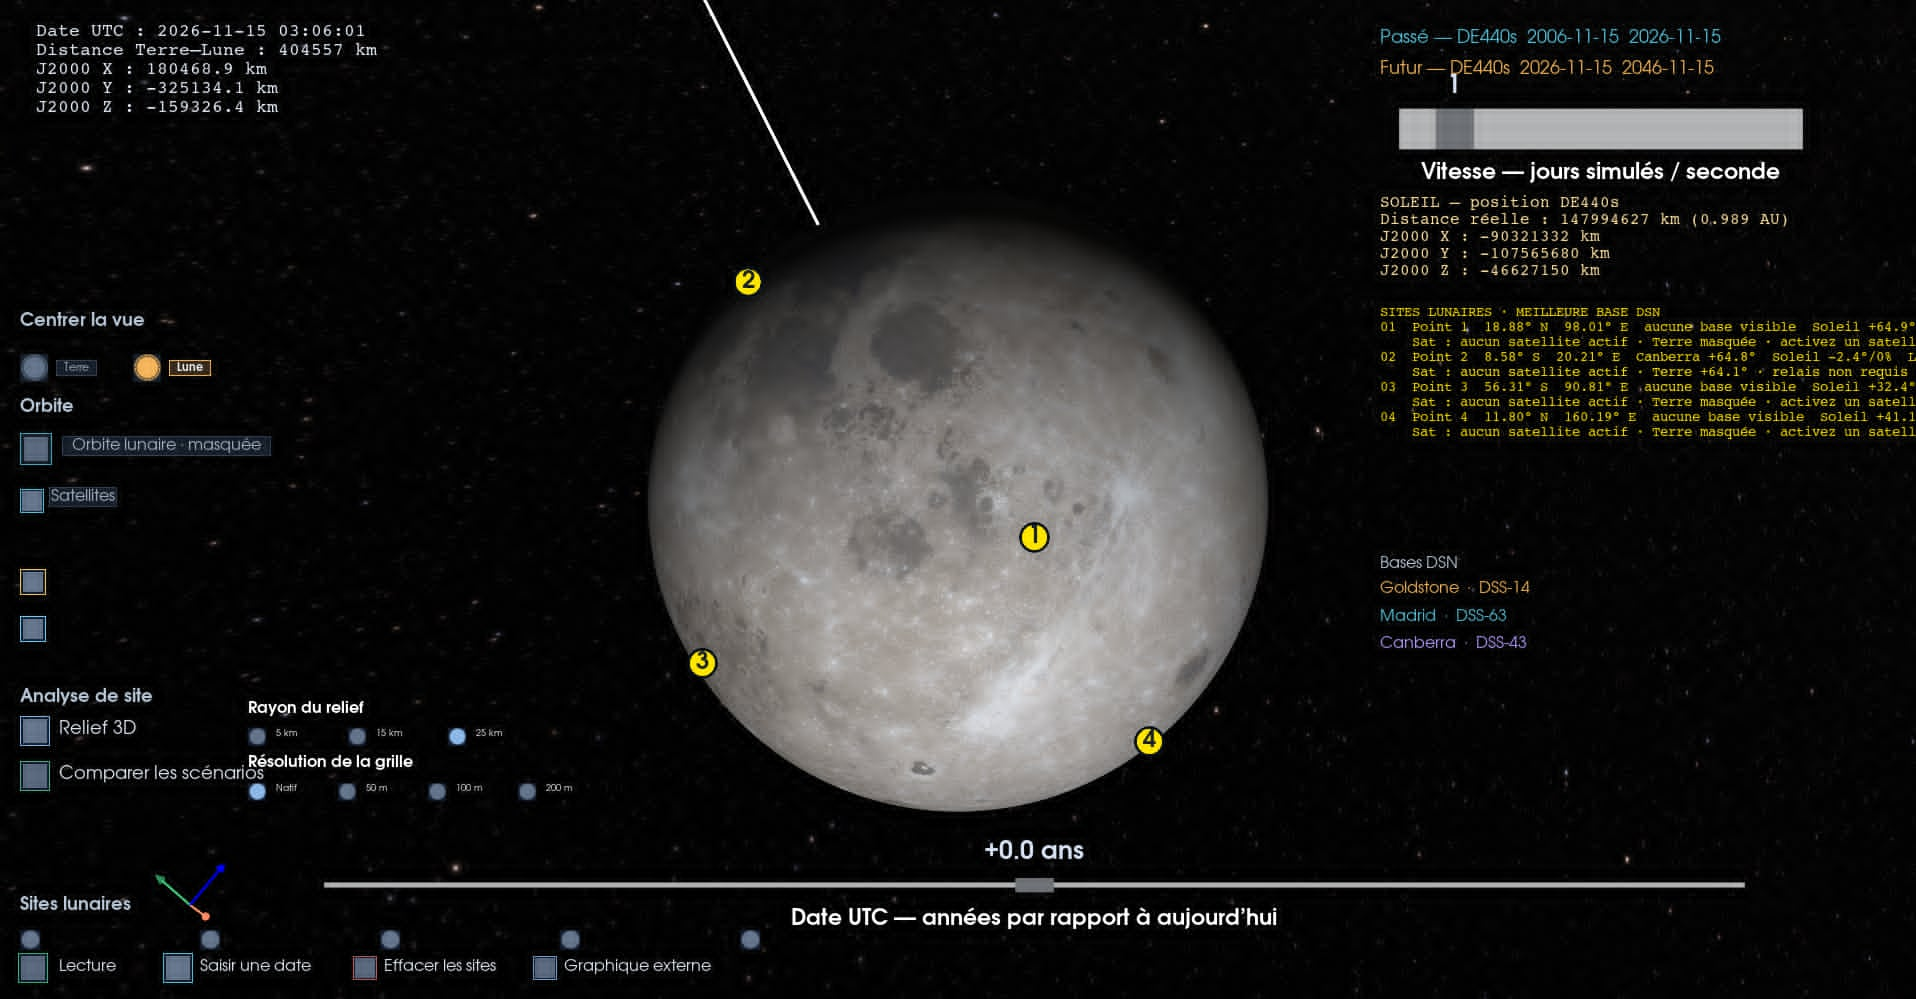 Date UTC : 2026-11-15 03:06:01
Distance Terre—Lune : 404557 km
J2000 X : 180468.9 km
J2000 Y : -325134.1 km
J2000 Z : -159326.4 km
Passé — DE440s 2006-11-15 2026-11-15
Futur — DE440s 2026-11-15 2046-11-15
1
Vitesse — jours simulés / seconde
SOLEIL — position DE440s
Distance réelle : 147994627 km (0.989 AU)
J2000 X : -90321332 km
J2000 Y : -107565680 km
J2000 Z : -46627150 km
SITES LUNAIRES · MEILLEURE BASE DSN
01 Point 1 18.88° N 98.01° E aucune base visible Soleil +64.9°
Sat : aucun satellite actif · Terre masquée · activez un satell
02 Point 2 8.58° S 20.21° E Canberra +64.8° Soleil -2.4°/0%
Sat : aucun satellite actif · Terre +64.1° · relais non requis
03 Point 3 56.31° S 90.81° E aucune base visible Soleil +32.4°
Sat : aucun satellite actif · Terre masquée · activez un satell
04 Point 4 11.80° N 160.19° E aucune base visible Soleil +41.1
Sat : aucun satellite actif · Terre masquée · activez un satell
2
1
3
4
Centrer la vue
Terre Lune
Orbite
Orbite lunaire · masquée
Satellites
Bases DSN
Goldstone · DSS-14
Madrid · DSS-63
Canberra · DSS-43
Analyse de site
Relief 3D
Comparer les scénarios
Rayon du relief
5 km 15 km 25 km
Résolution de la grille
Natif 50 m 100 m 200 m
+0.0 ans
Date UTC — années par rapport à aujourd'hui
Sites lunaires
Lecture Saisir une date Effacer les sites Graphique externe